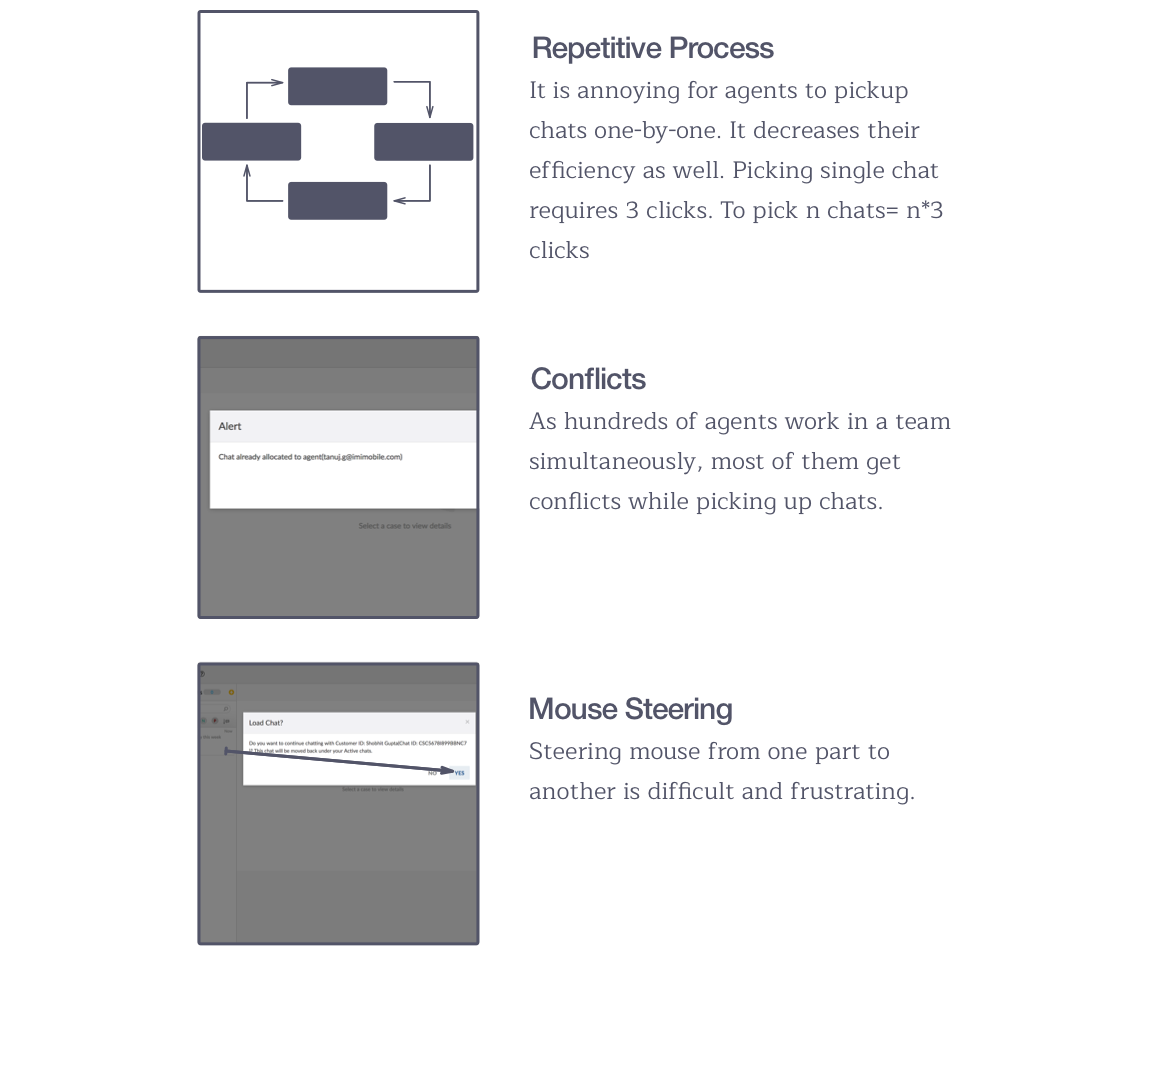 Repetitive Process
It is annoying for agents to pickup
chats one-by-one. It decreases their
efficiency as well. Picking single chat
requires 3 clicks. To pick n chats= n*3
clicks
Alert
Chat already allocated to agent(tanuj.g@imimobile.com)
Select a case to view details
Conflicts
As hundreds of agents work in a team
simultaneously, most of them get
conflicts while picking up chats.
Load Chat?
Do you want to continue chatting with Customer ID: Shobhit Gupta(Chat ID:
This chat will be moved back under your Active chats.
NO YES
Select a case to view details
Mouse Steering
Steering mouse from one part to
another is difficult and frustrating.